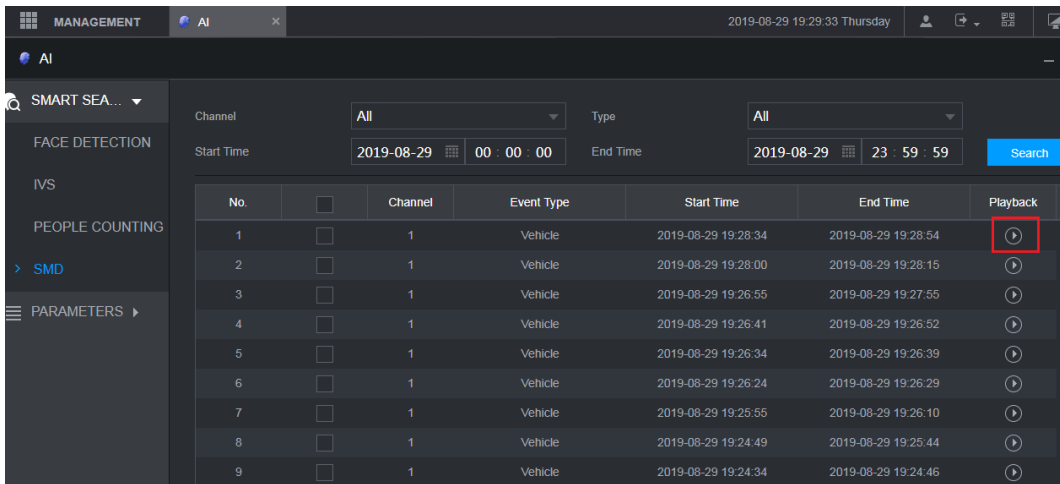 MANAGEMENT AI × 2019-08-29 19:29:33 Thursday
AI
SMART SEA...
FACE DETECTION
IVS
PEOPLE COUNTING
> SMD
PARAMETERS
Channel All Type All
Start Time 2019-08-29 00 : 00 : 00 End Time 2019-08-29 23 : 59 : 59 Search
No. Channel Event Type Start Time End Time Playback
1 1 Vehicle 2019-08-29 19:28:34 2019-08-29 19:28:54
2 1 Vehicle 2019-08-29 19:28:00 2019-08-29 19:28:15
3 1 Vehicle 2019-08-29 19:26:55 2019-08-29 19:27:55
4 1 Vehicle 2019-08-29 19:26:41 2019-08-29 19:26:52
5 1 Vehicle 2019-08-29 19:26:34 2019-08-29 19:26:39
6 1 Vehicle 2019-08-29 19:26:24 2019-08-29 19:26:29
7 1 Vehicle 2019-08-29 19:25:55 2019-08-29 19:26:10
8 1 Vehicle 2019-08-29 19:24:49 2019-08-29 19:25:44
9 1 Vehicle 2019-08-29 19:24:34 2019-08-29 19:24:46